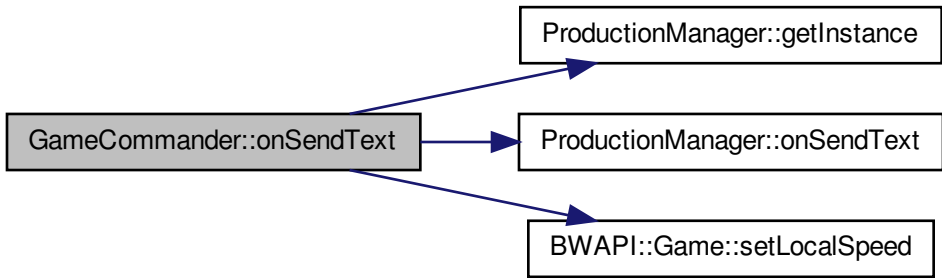 ProductionManager::getInstance
GameCommander::onSendText
ProductionManager::onSendText
BWAPI::Game::setLocalSpeed